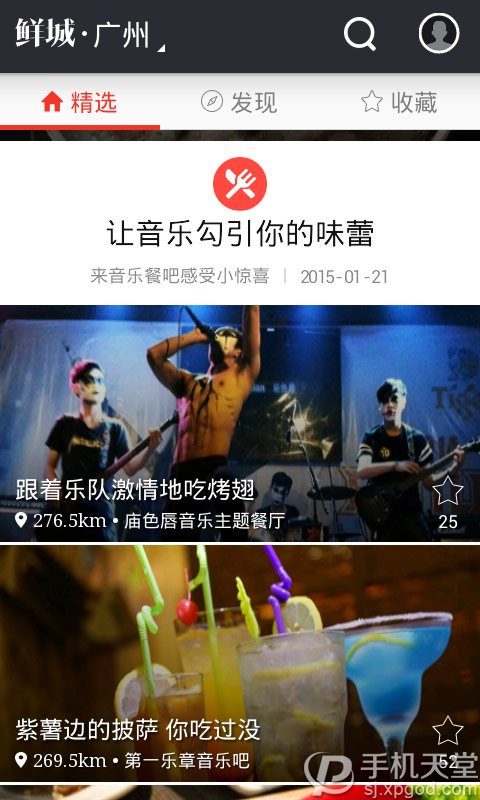 鲜城·广州
精选 发现 收藏
让音乐勾引你的味蕾
来音乐餐吧感受小惊喜 | 2015-01-21
跟着乐队激情地吃烤翅
276.5km • 庙色唇音乐主题餐厅
25
紫薯边的披萨 你吃过没
269.5km • 第一乐章音乐吧
52
手机天堂
sj.xpgod.com